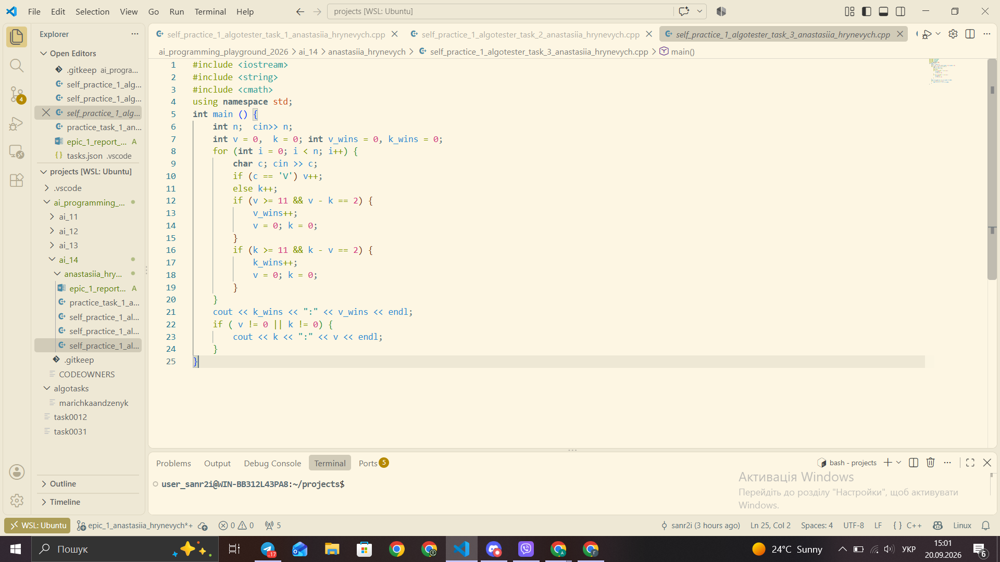 File Edit Selection View Go Run Terminal Help
projects [WSL: Ubuntu]
Explorer
Open Editors
.gitkeep ai_progra...
self_practice_1_alg...
self_practice_1_alg...
self_practice_1_alg...
practice_task_1_an...
epic_1_report_... A
tasks.json .vscode
projects [WSL: Ubuntu]
.vscode
ai_programming_...
ai_11
ai_12
ai_13
ai_14
anastasiia_hry...
epic_1_report... A
practice_task_1_a...
self_practice_1_al...
self_practice_1_al...
self_practice_1_al...
.gitkeep
CODEOWNERS
algotasks
marichkaandzenyk
task0012
task0031
Outline
Timeline
4
self_practice_1_algotester_task_1_anastasiia_hrynevych.cpp
self_practice_1_algotester_task_2_anastasiia_hrynevych.cpp
self_practice_1_algotester_task_3_anastasiia_hrynevych.cpp
ai_programming_playground_2026 > ai_14 > anastasiia_hrynevych > self_practice_1_algotester_task_3_anastasiia_hrynevych.cpp > main()
1 #include <iostream>
2 #include <string>
3 #include <cmath>
4 using namespace std;
5 int main () {
6     int n;  cin>> n;
7     int v = 0,  k = 0; int v_wins = 0, k_wins = 0;
8     for (int i = 0; i < n; i++) {
9         char c; cin >> c;
10         if (c == 'V') v++;
11         else k++;
12         if (v >= 11 && v - k == 2) {
13             v_wins++;
14             v = 0; k = 0;
15         }
16         if (k >= 11 && k - v == 2) {
17             k_wins++;
18             v = 0; k = 0;
19         }
20     }
21     cout << k_wins << ":" << v_wins << endl;
22     if ( v != 0 || k != 0) {
23         cout << k << ":" << v << endl;
24     }
25 }
Problems Output Debug Console Terminal Ports 5
bash - projects
user_sanr2i@WIN-BB312L43PA8:~/projects$
Активація Windows
Перейдіть до розділу "Настройки", щоб активувати
Windows.
WSL: Ubuntu epic_1_anastasiia_hrynevych*+ 0 0 5
sanr2i (3 hours ago) Ln 25, Col 2 Spaces: 4 UTF-8 LF { } C++ Linux
Пошук
17
24°C Sunny
УКР
15:01
20.09.2026
6